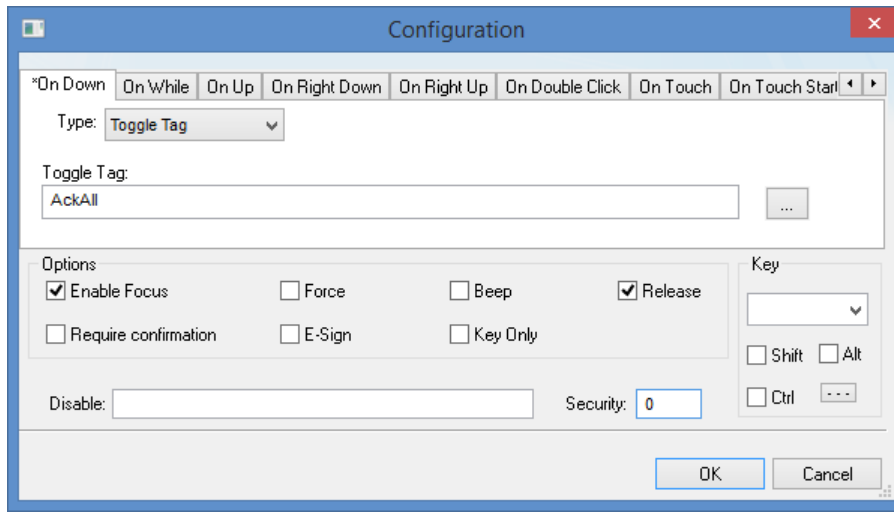 Configuration
*On Down On While On Up On Right Down On Right Up On Double Click On Touch On Touch Start
Type: Toggle Tag
Toggle Tag:
AckAll
...
Options
Key
Enable Focus Force Beep Release
Require confirmation E-Sign Key Only
Shift Alt
Ctrl ...
Disable: Security: 0
OK Cancel